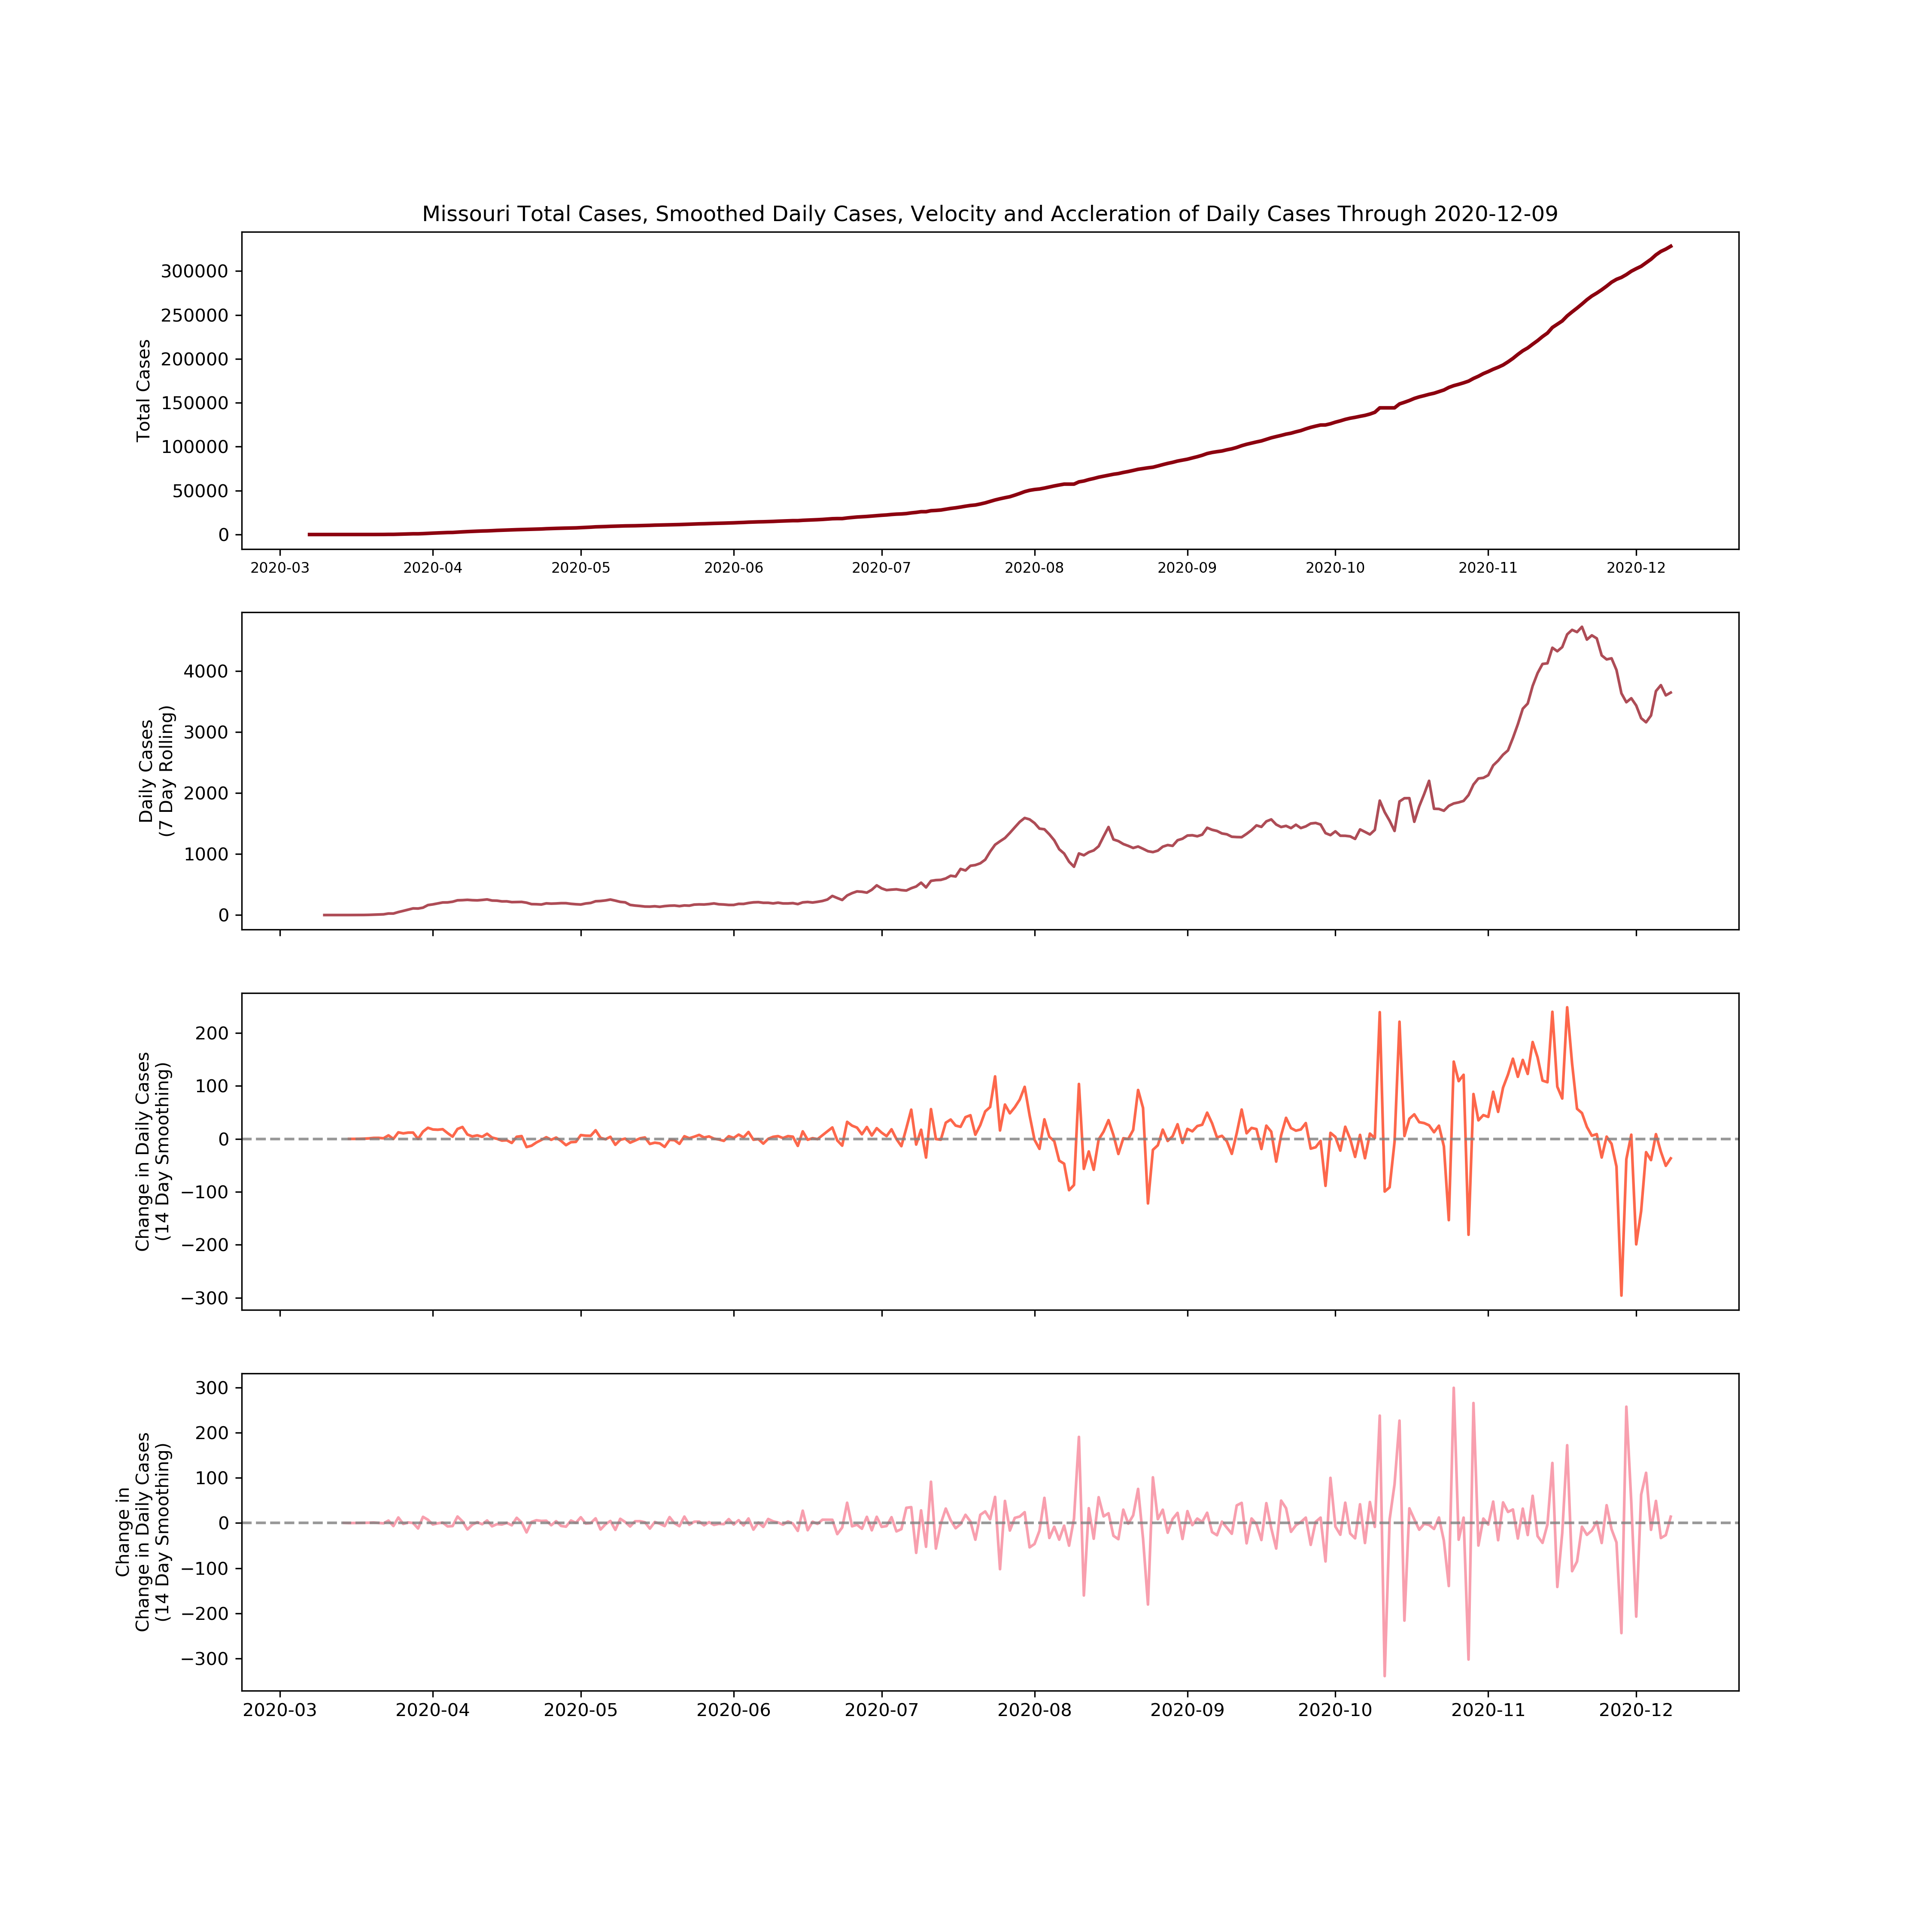 Missouri Total Cases, Smoothed Daily Cases, Velocity and Accleration of Daily Cases Through 2020-12-09
Total Cases
300000
250000
200000
150000
100000
50000
0
2020-03 2020-04 2020-05 2020-06 2020-07 2020-08 2020-09 2020-10 2020-11 2020-12
Daily Cases
(7 Day Rolling)
4000
3000
2000
1000
0
Change in Daily Cases
(14 Day Smoothing)
200
100
0
−100
−200
−300
Change in
Change in Daily Cases
(14 Day Smoothing)
300
200
100
0
−100
−200
−300
2020-03 2020-04 2020-05 2020-06 2020-07 2020-08 2020-09 2020-10 2020-11 2020-12